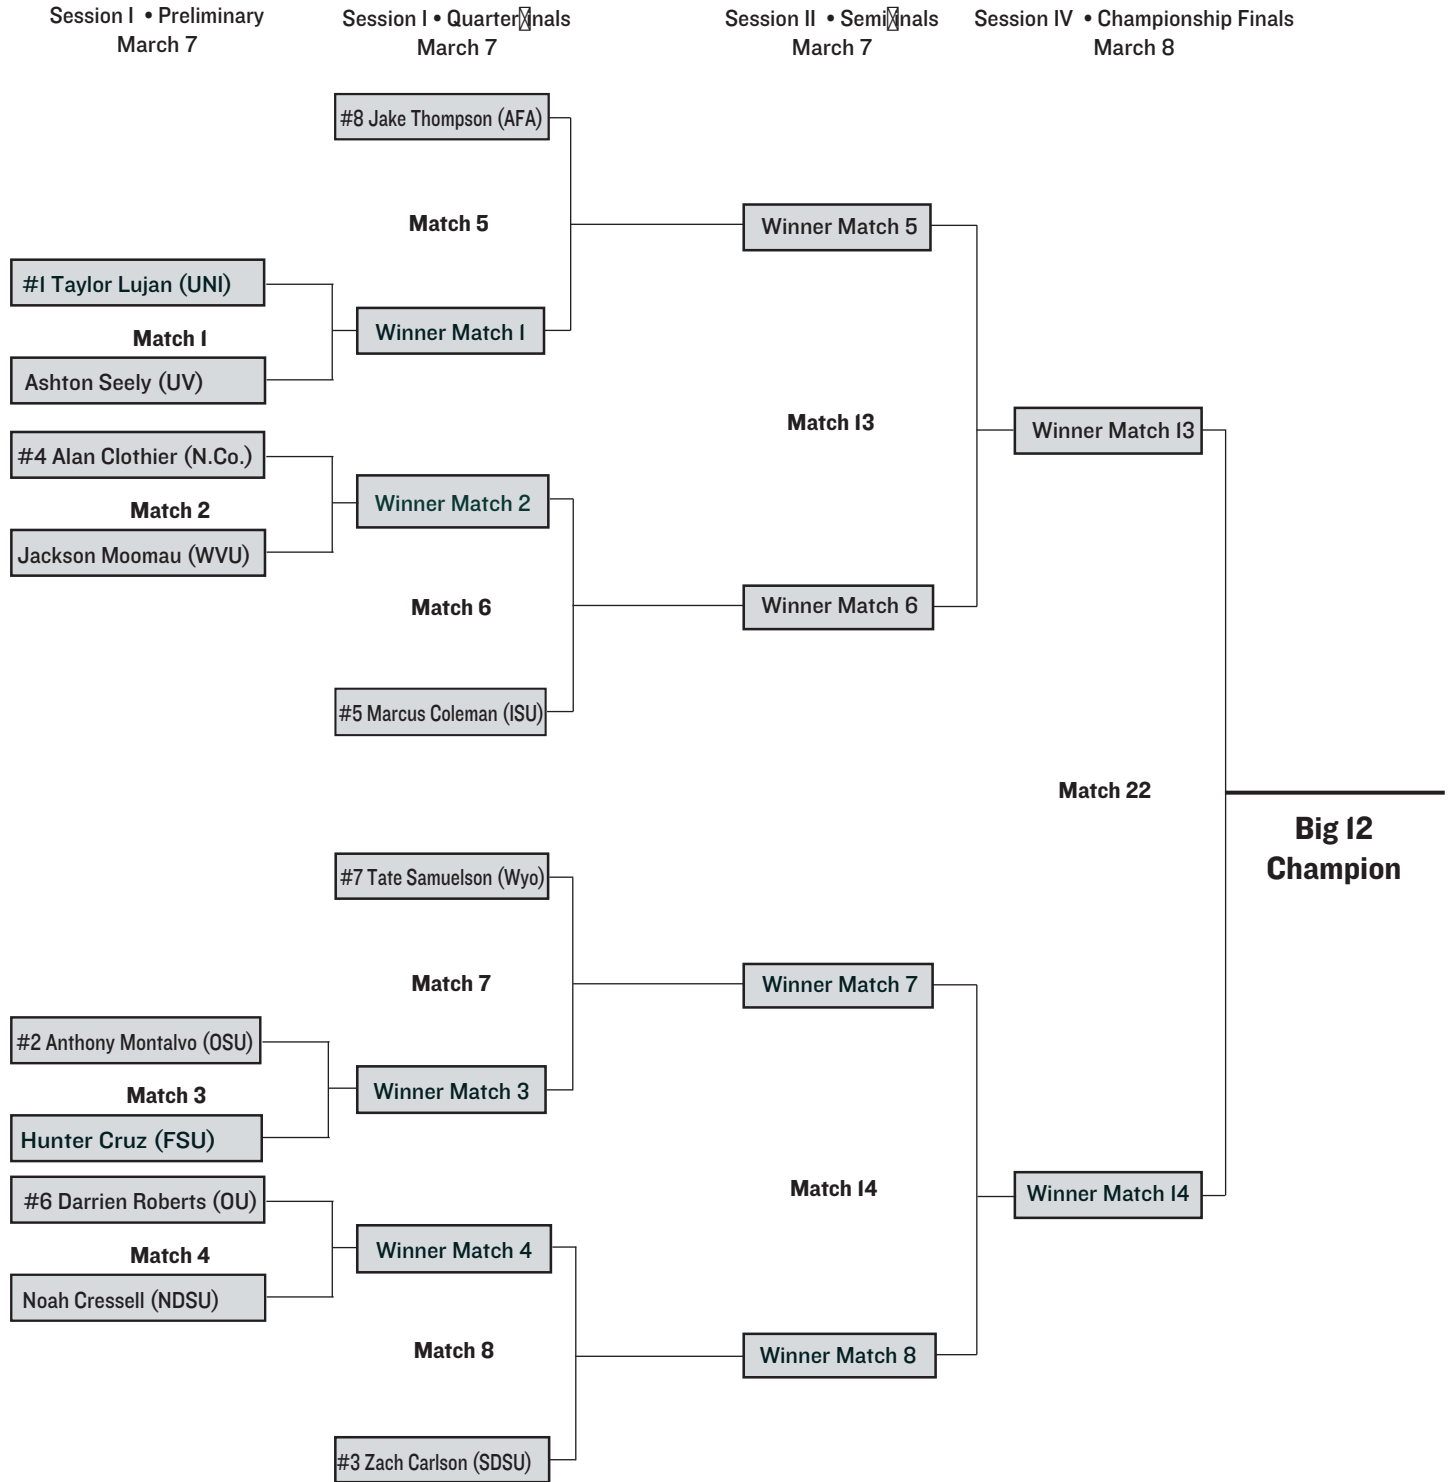 Session I • Preliminary
March 7
Session I • Quarterfinals
March 7
Session II • Semifinals
March 7
Session IV • Championship Finals
March 8
#8 Jake Thompson (AFA)
Match 5
Winner Match 5
#1 Taylor Lujan (UNI)
Winner Match 1
Match 1
Ashton Seely (UV)
Match 13
Winner Match 13
#4 Alan Clothier (N.Co.)
Winner Match 2
Match 2
Jackson Moomau (WVU)
Match 6
Winner Match 6
#5 Marcus Coleman (ISU)
Match 22
Big 12
Champion
#7 Tate Samuelson (Wyo)
Match 7
Winner Match 7
#2 Anthony Montalvo (OSU)
Winner Match 3
Match 3
Hunter Cruz (FSU)
Match 14
Winner Match 14
#6 Darrien Roberts (OU)
Winner Match 4
Match 4
Noah Cressell (NDSU)
Match 8
Winner Match 8
#3 Zach Carlson (SDSU)